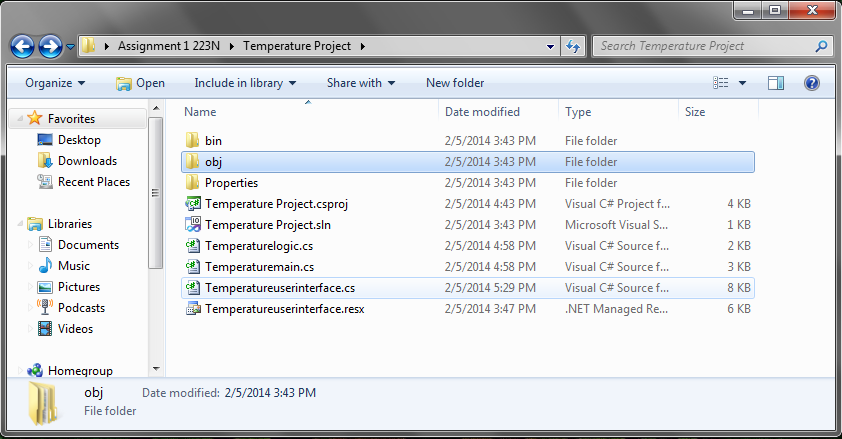 Assignment 1 223N Temperature Project Search Temperature Project
Organize Open Include in library Share with New folder
Favorites
Desktop
Downloads
Recent Places
Libraries
Documents
Music
Pictures
Podcasts
Videos
Homegroup
Name Date modified Type Size
bin 2/5/2014 3:43 PM File folder
obj 2/5/2014 3:43 PM File folder
Properties 2/5/2014 3:43 PM File folder
Temperature Project.csproj 2/5/2014 4:43 PM Visual C# Project f... 4 KB
Temperature Project.sln 2/5/2014 3:43 PM Microsoft Visual S... 1 KB
Temperaturelogic.cs 2/5/2014 4:58 PM Visual C# Source f... 2 KB
Temperaturemain.cs 2/5/2014 4:58 PM Visual C# Source f... 3 KB
Temperatureuserinterface.cs 2/5/2014 5:29 PM Visual C# Source f... 8 KB
Temperatureuserinterface.resx 2/5/2014 3:47 PM .NET Managed Re... 6 KB
obj Date modified: 2/5/2014 3:43 PM
File folder